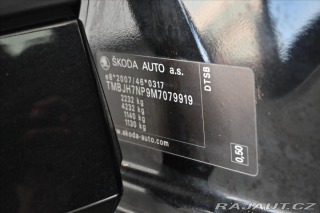 ŠKODA AUTO a.s.
e8*2007/46*0317
TMBJH7NP9M7079919
2232 kg
4232 kg
1140 kg
1130 kg
www.skoda-auto.com
DTSB
0,50
RAJAUT.CZ